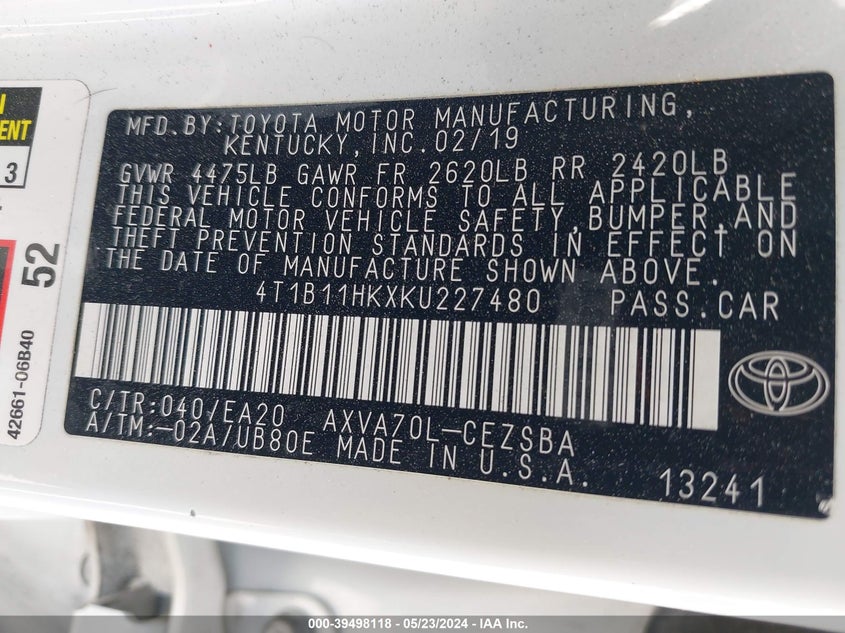 MFD.BY:TOYOTA MOTOR MANUFACTURING,
KENTUCKY,INC.02/19
GVWR 4475LB GAWR FR 2620LB RR 2420LB
THIS VEHICLE CONFORMS TO ALL APPLICABLE
FEDERAL MOTOR VEHICLE SAFETY,BUMPER,AND
THEFT PREVENTION STANDARDS IN EFFECT ON
THE DATE OF MANUFACTURE SHOWN ABOVE.
4T1B11HKXKU227480 PASS.CAR
C/TR:040/EA20 AXVA70L-CEZSBA
A/TM:-02A/UB80E MADE IN U.S.A.
13241
3
52
42661-06B40
000-39498118 - 05/23/2024 - IAA Inc.